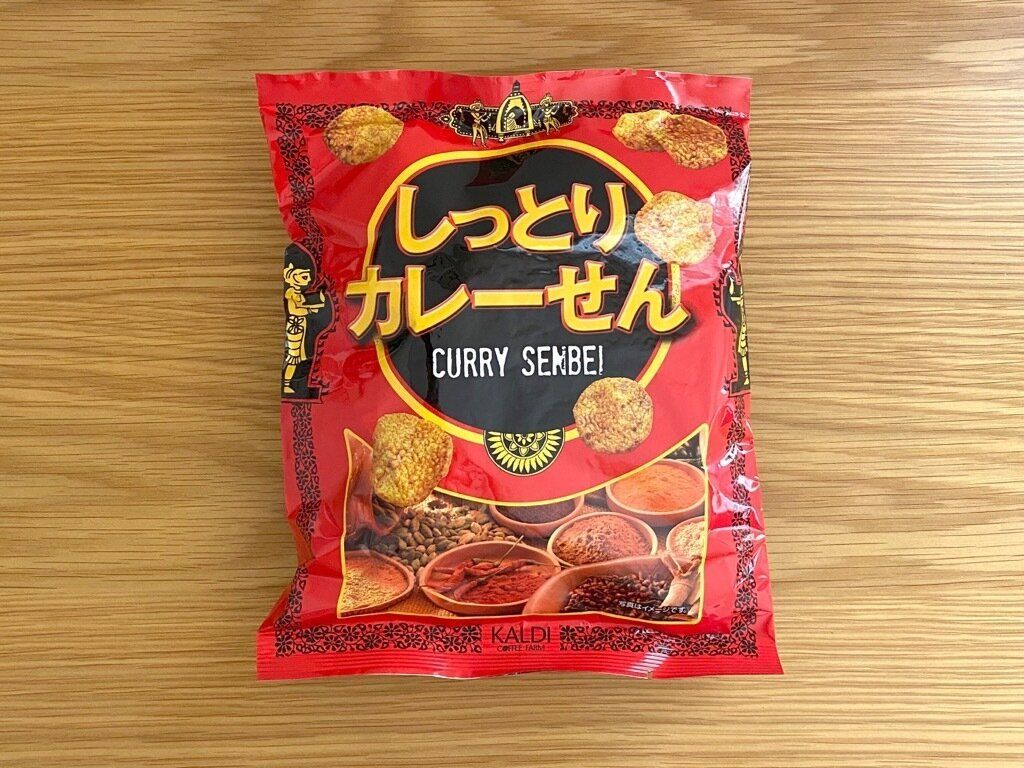 しっとり
カレーせん
CURRY SENBEI
写真はイメージです。
KALDI
COFFEE FARM